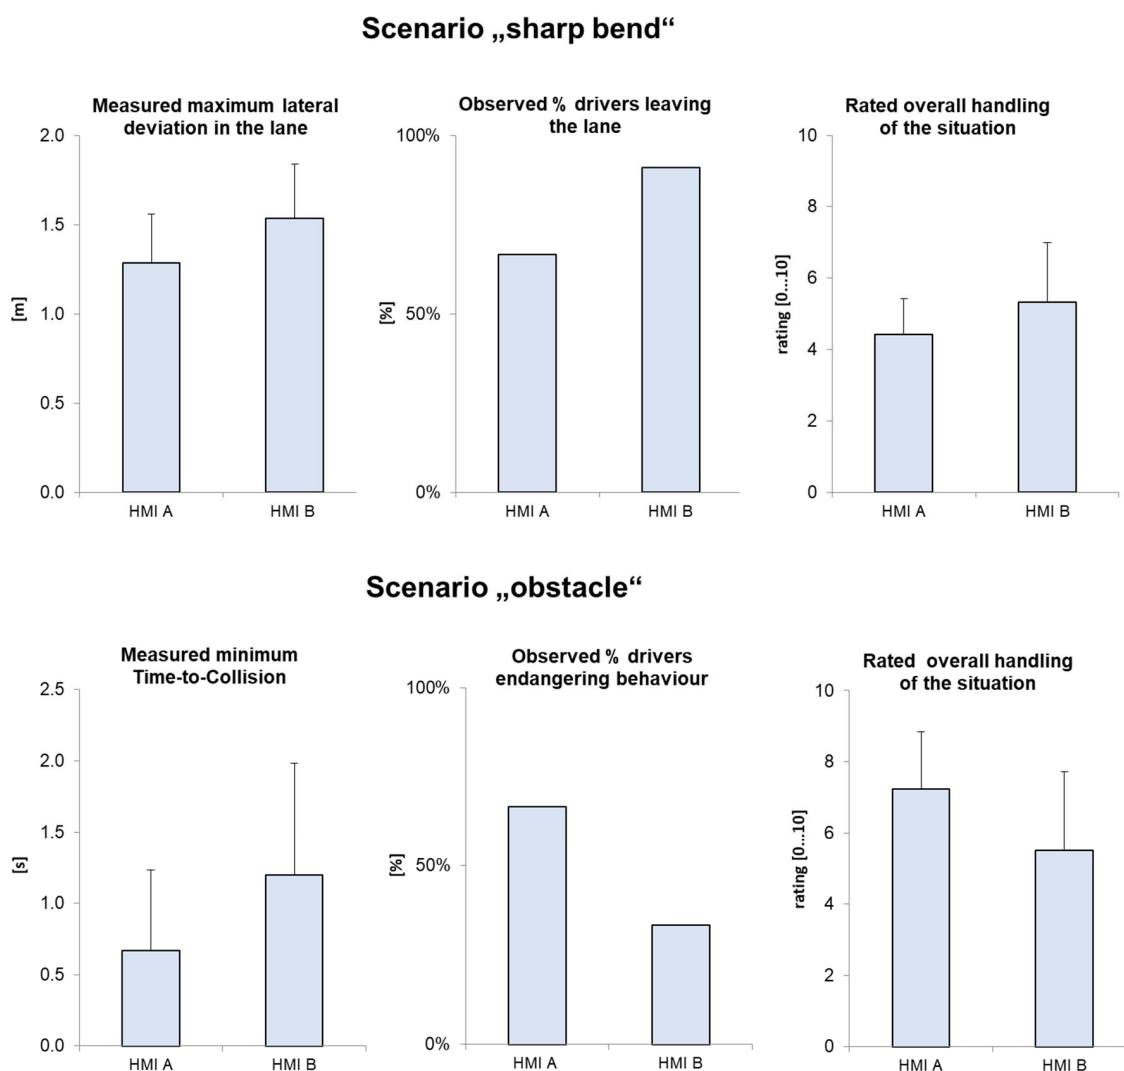 Scenario „sharp bend“
Measured maximum lateral
deviation in the lane
2.0
1.5
1.0
0.5
0.0
[m]
HMI A
HMI B
Observed % drivers leaving
the lane
100%
50%
0%
[%]
HMI A
HMI B
Rated overall handling
of the situation
10
8
6
4
2
0
rating [0...10]
HMI A
HMI B
Scenario „obstacle“
Measured minimum
Time-to-Collision
2.5
2.0
1.5
1.0
0.5
0.0
[s]
HMI A
HMI B
Observed % drivers
endangering behaviour
100%
50%
0%
[%]
HMI A
HMI B
Rated overall handling
of the situation
10
8
6
4
2
0
rating [0...10]
HMI A
HMI B